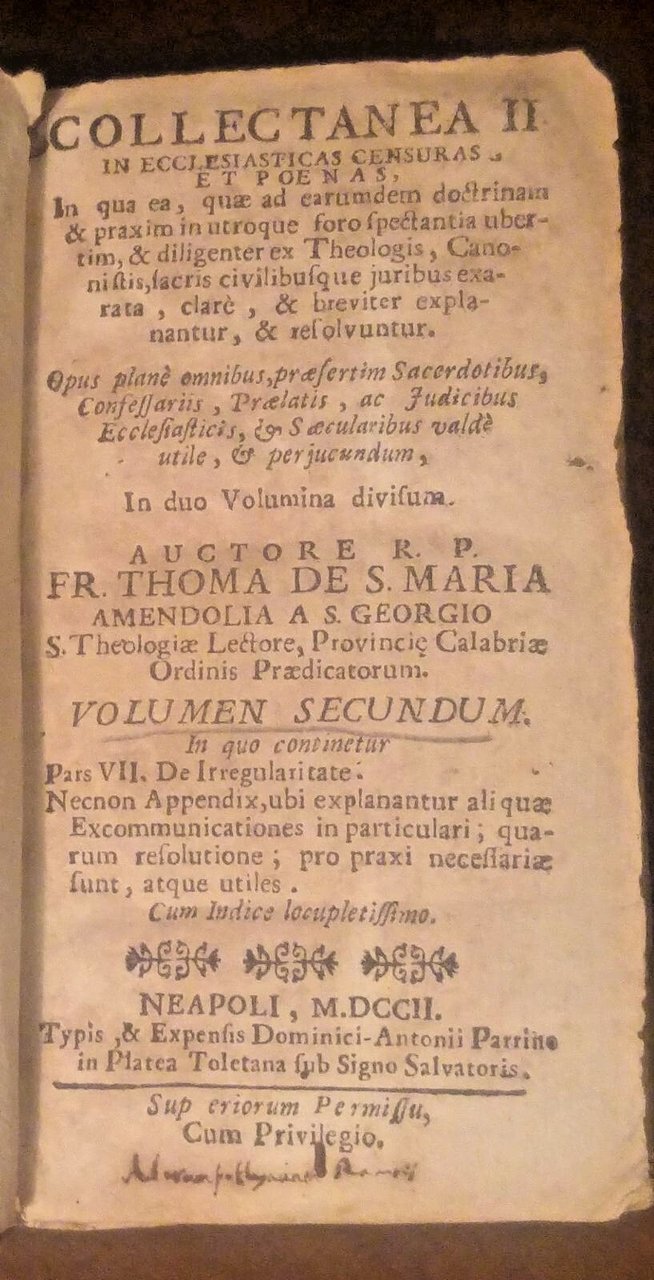 COLLECTANEA II
IN ECCLESIASTICAS CENSURAS
ET POENAS,
In qua ea, quæ ad earumdem doctrinam
& praxim in utroque foro ſpectantia uber-
tim, & diligenter ex Theologis, Cano-
niſtis, ſacris civilibuſque juribus exa-
rata, clarè, & breviter expla-
nantur, & reſolvuntur.
Opus planè omnibus, præſertim Sacerdotibus,
Confeſſariis, Prælatis, ac Judicibus
Eccleſiaſticis, & Sæcularibus valdè
utile, & perjucundum,
In duo Volumina diviſum.
AUCTORE R. P.
FR. THOMA DE S. MARIA
AMENDOLIA A S. GEORGIO
S. Theologiæ Lectore, Provincię Calabriæ
Ordinis Prædicatorum.
VOLUMEN SECUNDUM.
In quo continetur
Pars VII. De Irregularitate.
Necnon Appendix, ubi explanantur aliquæ
Excommunicationes in particulari; qua-
rum reſolutione; pro praxi neceſſariæ
ſunt, atque utiles.
Cum Indice locupletiſſimo.
NEAPOLI, M.DCCII.
Typis, & Expenſis Dominici-Antonii Parrino
in Platea Toletana ſub Signo Salvatoris.
Sup eriorum Permiſſu,
Cum Privilegio.